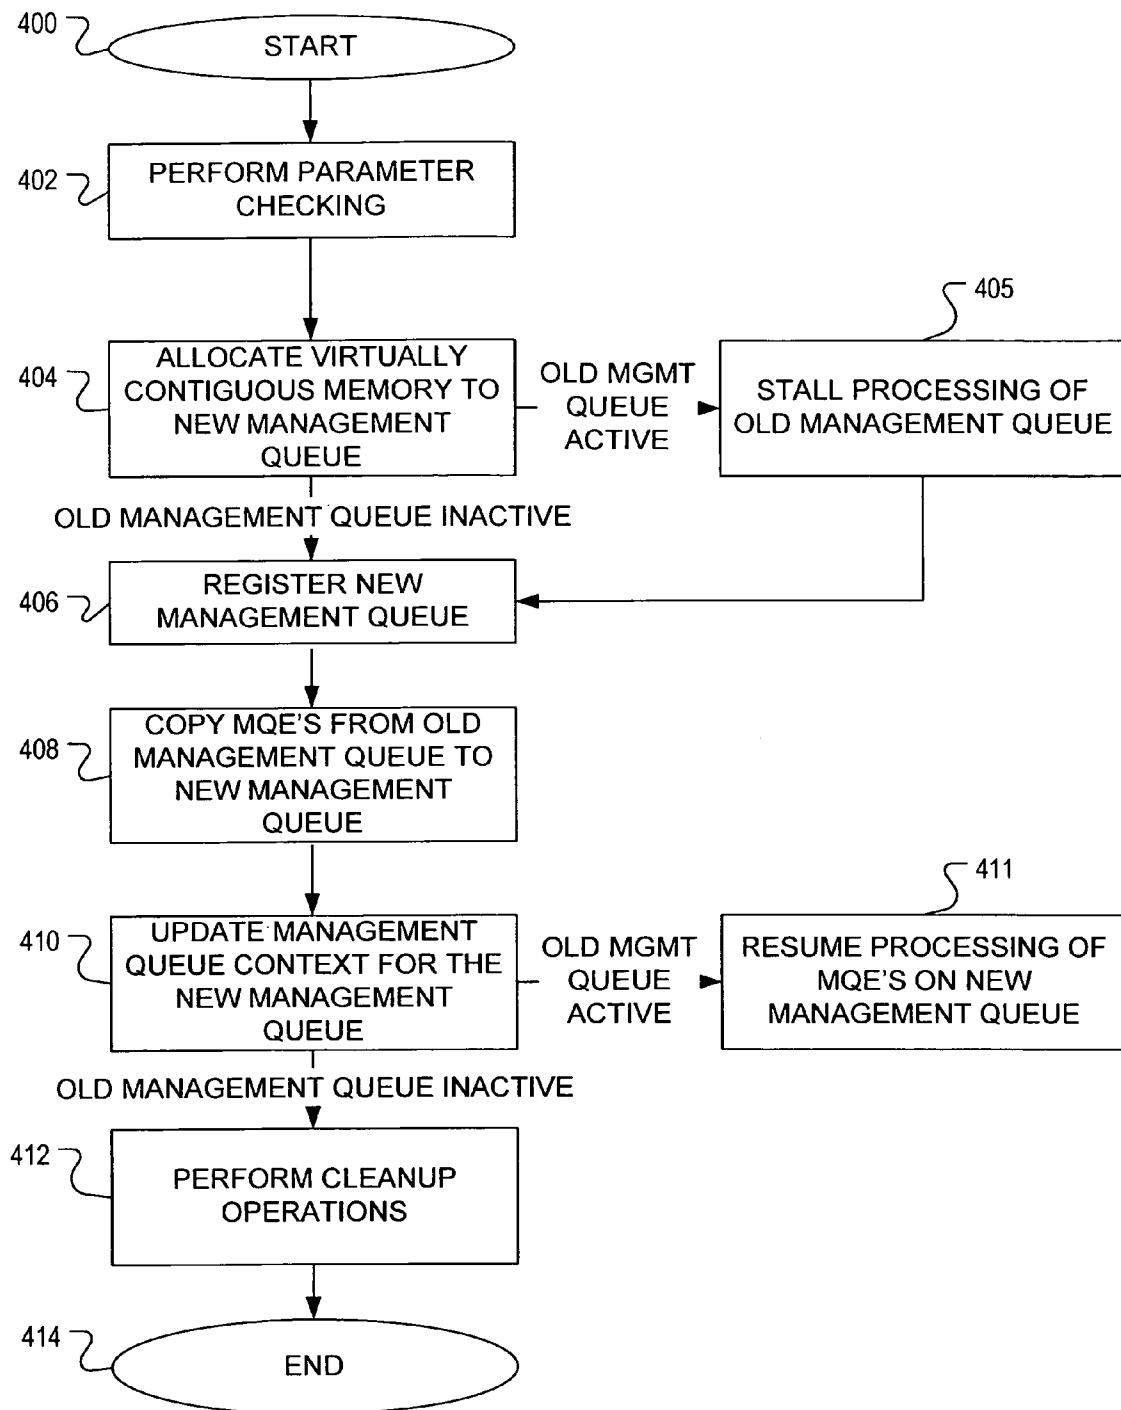 400
START
402
PERFORM PARAMETER
CHECKING
404
ALLOCATE VIRTUALLY
CONTIGUOUS MEMORY TO
NEW MANAGEMENT
QUEUE
OLD MGMT
QUEUE
ACTIVE
405
STALL PROCESSING OF
OLD MANAGEMENT QUEUE
OLD MANAGEMENT QUEUE INACTIVE
406
REGISTER NEW
MANAGEMENT QUEUE
408
COPY MQE'S FROM OLD
MANAGEMENT QUEUE TO
NEW MANAGEMENT
QUEUE
410
UPDATE MANAGEMENT
QUEUE CONTEXT FOR THE
NEW MANAGEMENT
QUEUE
OLD MGMT
QUEUE
ACTIVE
411
RESUME PROCESSING OF
MQE'S ON NEW
MANAGEMENT QUEUE
OLD MANAGEMENT QUEUE INACTIVE
412
PERFORM CLEANUP
OPERATIONS
414
END